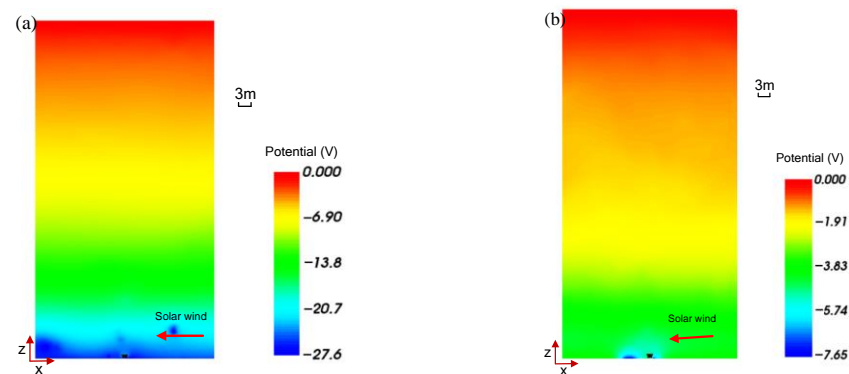 (a)
3m
Potential (V)
0.000
−6.90
−13.8
−20.7
−27.6
Solar wind
z
x
(b)
3m
Potential (V)
0.000
−1.91
−3.83
−5.74
−7.65
Solar wind
z
x